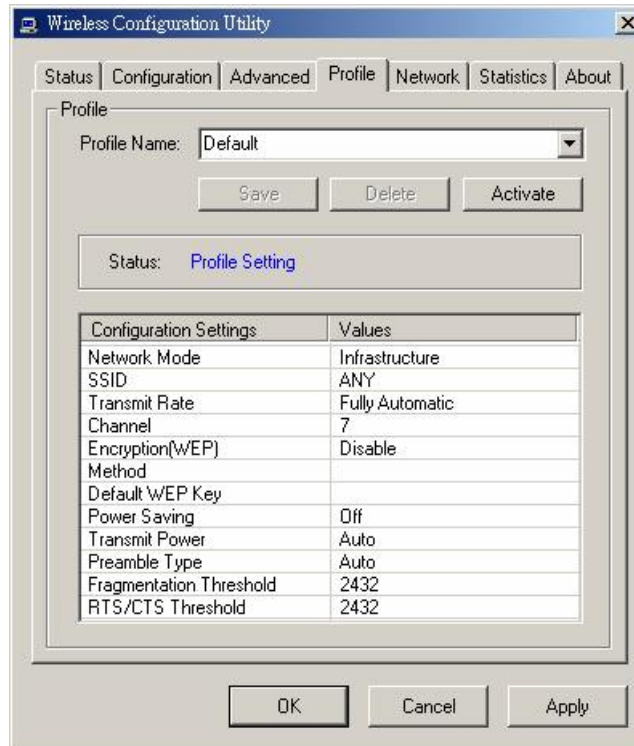 Wireless Configuration Utility
Status Configuration Advanced Profile Network Statistics About
Profile
Profile Name: Default
Save Delete Activate
Status: Profile Setting
Configuration Settings Values
Network Mode Infrastructure
SSID ANY
Transmit Rate Fully Automatic
Channel 7
Encryption(WEP) Disable
Method
Default WEP Key
Power Saving Off
Transmit Power Auto
Preamble Type Auto
Fragmentation Threshold 2432
RTS/CTS Threshold 2432
OK Cancel Apply